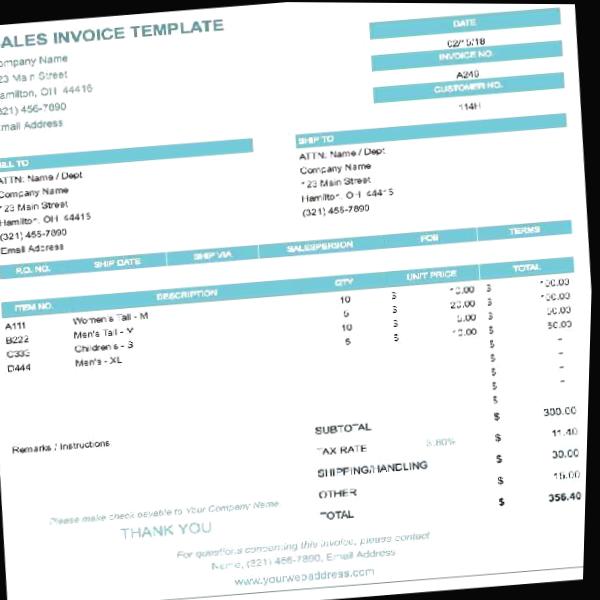 ALES INVOICE TEMPLATE
ompany Name
23 Main Street
amilton, OH 44416
321) 456-7890
mail Address
DATE
02/15/18
INVOICE NO.
A246
CUSTOMER NO.
114H
BILL TO
ATTN: Name / Dept
Company Name
123 Main Street
Hamilton, OH 44415
(321) 456-7890
Email Address
SHIP TO
ATTN: Name / Dept
Company Name
123 Main Street
Hamilton, OH 44415
(321) 456-7890
P.O. NO. SHIP DATE SHIP VIA SALESPERSON FOB TERMS
ITEM NO. DESCRIPTION QTY UNIT PRICE TOTAL
A111 Women's Tall - M 10 $ 10.00 $ 100.00
B222 Men's Tall - 5 $ 20.00 $ 100.00
C333 Children's - S 10 $ 5.00 $ 50.00
D444 Men's - XL 5 $ 10.00 $ 50.00
$ -
$ -
$ -
$ -
$
Remarks / Instructions
SUBTOTAL $ 300.00
TAX RATE 3.80% $ 11.40
SHIPPING/HANDLING $ 30.00
OTHER $ 15.00
TOTAL $ 356.40
Please make check payable to Your Company Name.
THANK YOU
For questions concerning this invoice, please contact
Name, (321) 456-7890, Email Address
www.yourwebaddress.com